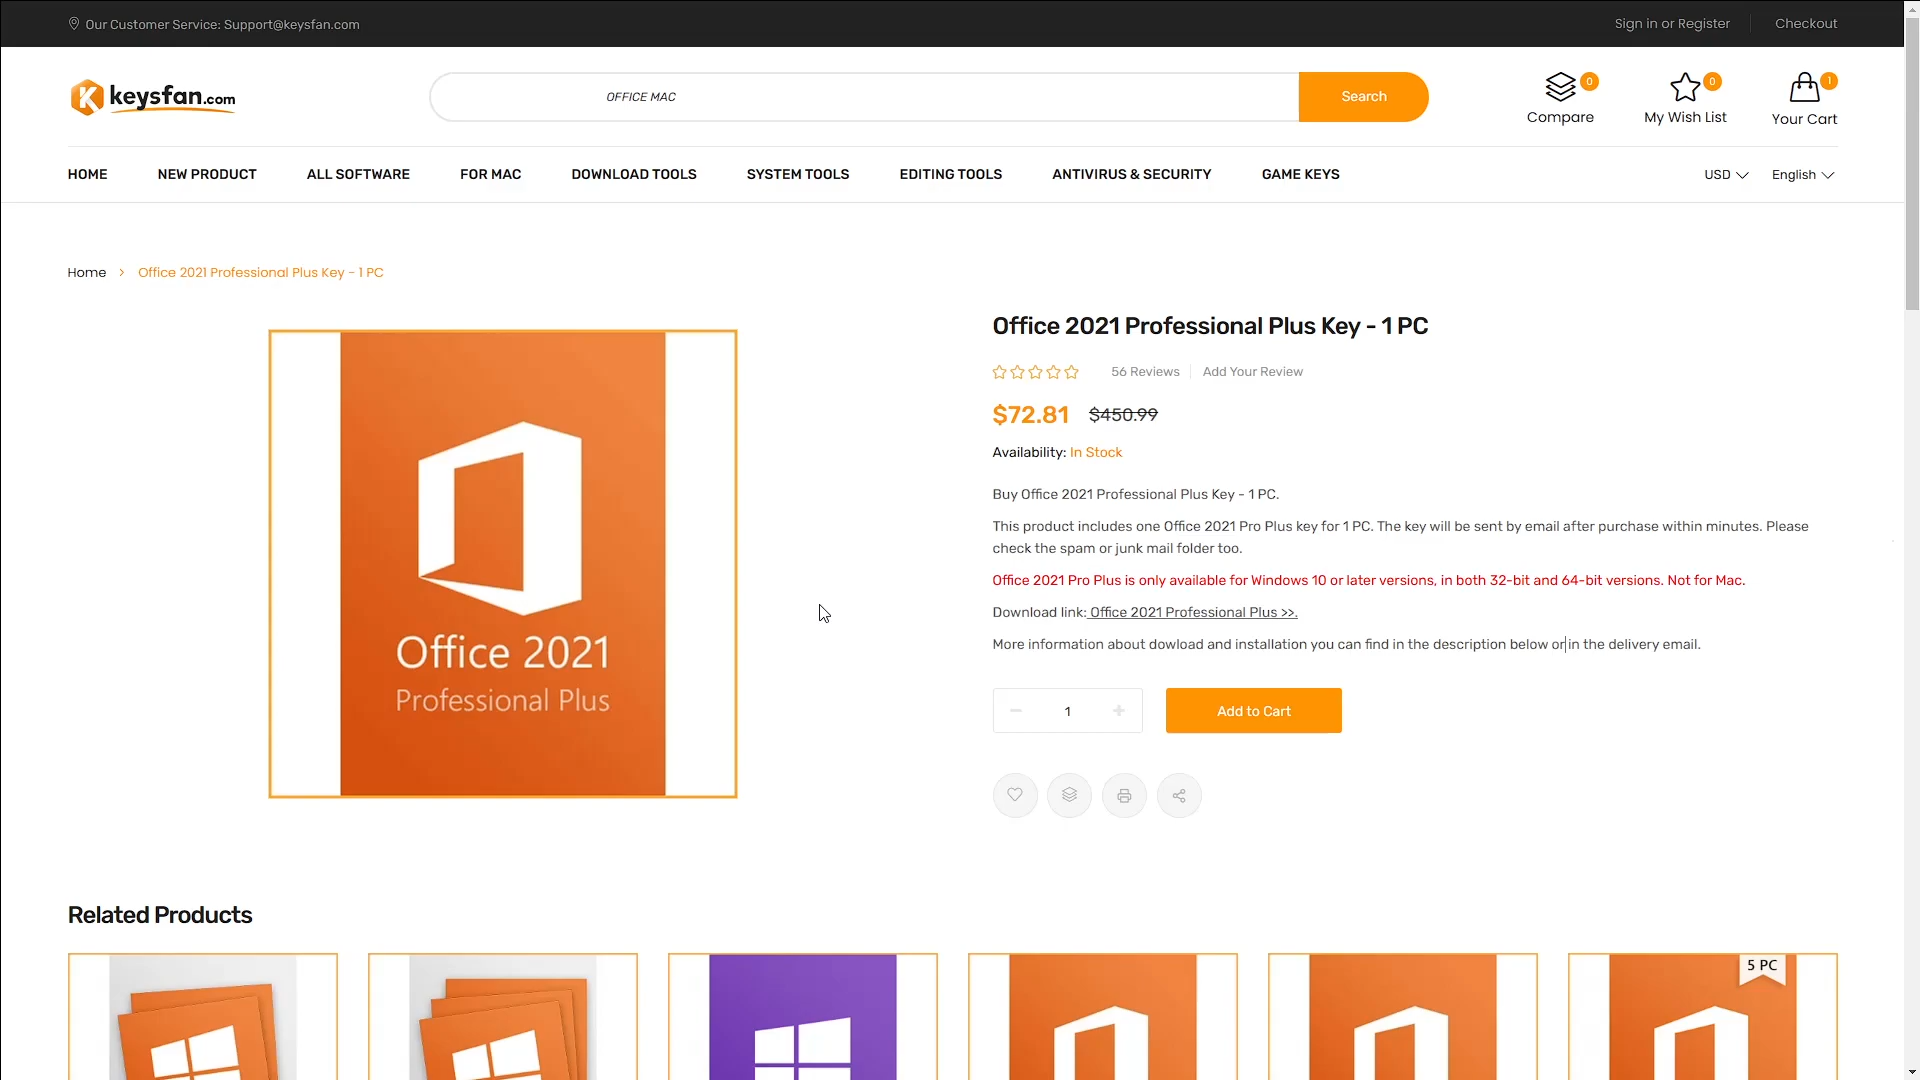 Our Customer Service: Support@keysfan.com
Sign in or Register
Checkout
keysfan.com
OFFICE MAC
Search
0
Compare
0
My Wish List
1
Your Cart
HOME
NEW PRODUCT
ALL SOFTWARE
FOR MAC
DOWNLOAD TOOLS
SYSTEM TOOLS
EDITING TOOLS
ANTIVIRUS & SECURITY
GAME KEYS
USD
English
Home > Office 2021 Professional Plus Key - 1 PC
Office 2021
Professional Plus
Office 2021 Professional Plus Key - 1 PC
56 Reviews
Add Your Review
$72.81 $450.99
Availability: In Stock
Buy Office 2021 Professional Plus Key - 1 PC.
This product includes one Office 2021 Pro Plus key for 1 PC. The key will be sent by email after purchase within minutes. Please
check the spam or junk mail folder too.
Office 2021 Pro Plus is only available for Windows 10 or later versions, in both 32-bit and 64-bit versions. Not for Mac.
Download link: Office 2021 Professional Plus >>.
More information about dowload and installation you can find in the description below or in the delivery email.
- 1 +
Add to Cart
Related Products
5 PC